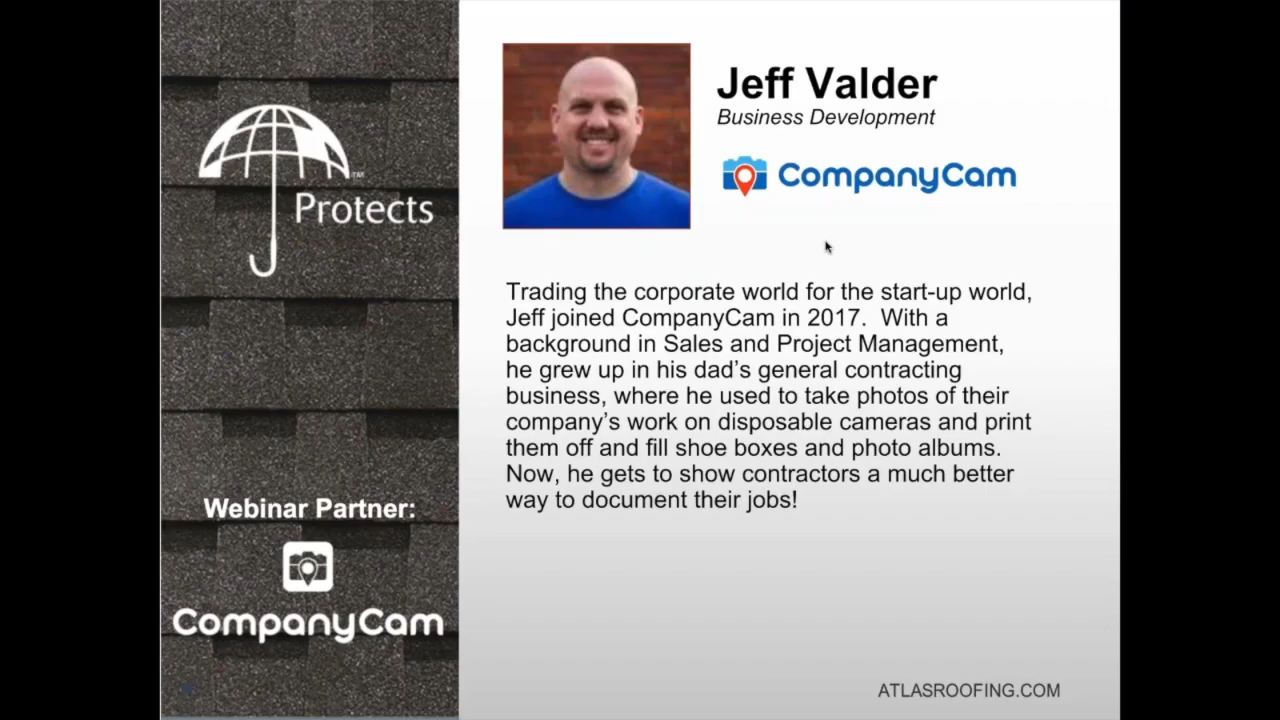 TM
Protects
Webinar Partner:
CompanyCam
Jeff Valder
Business Development
CompanyCam
Trading the corporate world for the start-up world,
Jeff joined CompanyCam in 2017.  With a
background in Sales and Project Management,
he grew up in his dad’s general contracting
business, where he used to take photos of their
company’s work on disposable cameras and print
them off and fill shoe boxes and photo albums.
Now, he gets to show contractors a much better
way to document their jobs!
ATLASROOFING.COM